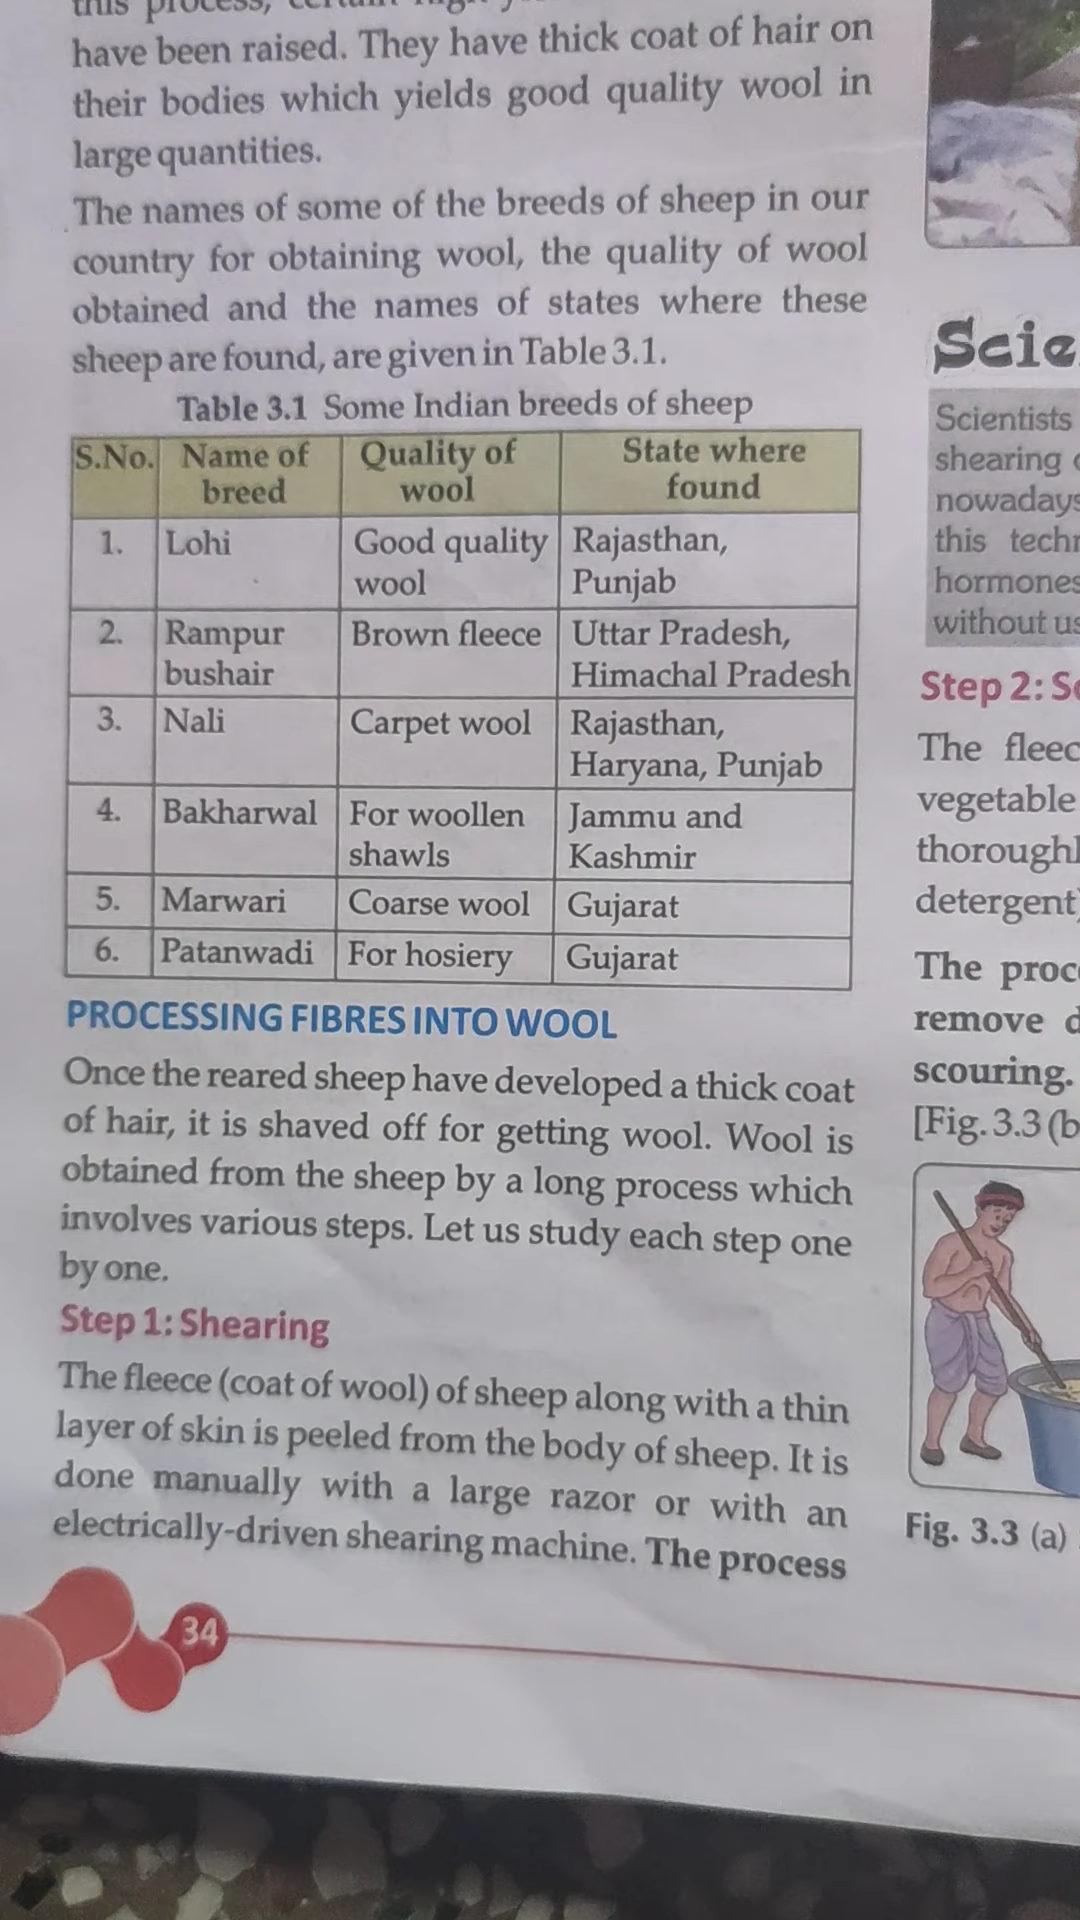 this process,
have been raised. They have thick coat of hair on
their bodies which yields good quality wool in
large quantities.
The names of some of the breeds of sheep in our
country for obtaining wool, the quality of wool
obtained and the names of states where these
sheep are found, are given in Table 3.1.
Table 3.1 Some Indian breeds of sheep
S.No. Name of breed Quality of wool State where found
1. Lohi Good quality wool Rajasthan, Punjab
2. Rampur bushair Brown fleece Uttar Pradesh, Himachal Pradesh
3. Nali Carpet wool Rajasthan, Haryana, Punjab
4. Bakharwal For woollen shawls Jammu and Kashmir
5. Marwari Coarse wool Gujarat
6. Patanwadi For hosiery Gujarat
PROCESSING FIBRES INTO WOOL
Once the reared sheep have developed a thick coat
of hair, it is shaved off for getting wool. Wool is
obtained from the sheep by a long process which
involves various steps. Let us study each step one
by one.
Step 1: Shearing
The fleece (coat of wool) of sheep along with a thin
layer of skin is peeled from the body of sheep. It is
done manually with a large razor or with an
electrically-driven shearing machine. The process
34
Scientists
shearing
nowadays
this
hormones
without
Step 2:
The
vegetable
detergent
The
remove
scouring.
[Fig. 3.3 (b
Fig. 3.3 (a)